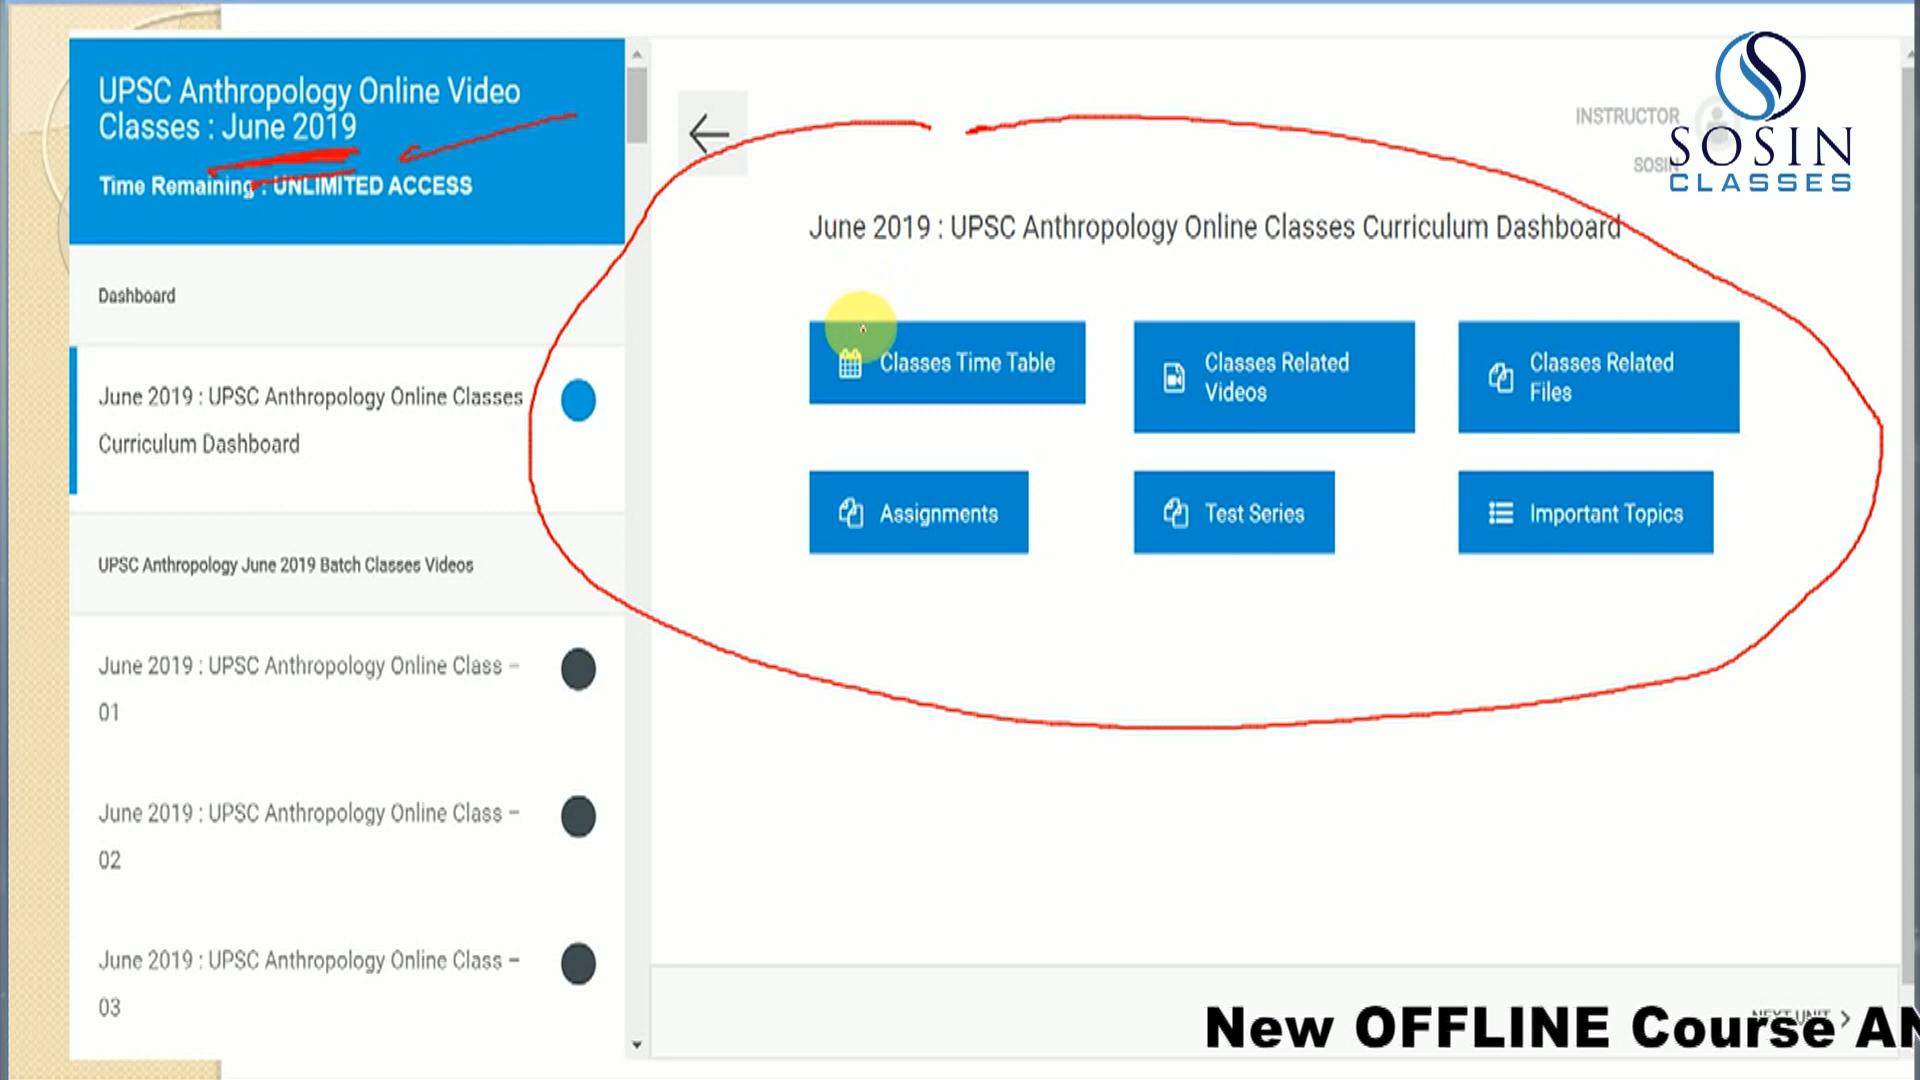 UPSC Anthropology Online Video
Classes : June 2019
Time Remaining : UNLIMITED ACCESS
Dashboard
June 2019 : UPSC Anthropology Online Classes
Curriculum Dashboard
UPSC Anthropology June 2019 Batch Classes Videos
June 2019 : UPSC Anthropology Online Class –
01
June 2019 : UPSC Anthropology Online Class –
02
June 2019 : UPSC Anthropology Online Class –
03
INSTRUCTOR
SOSIN
SOSIN
CLASSES
June 2019 : UPSC Anthropology Online Classes Curriculum Dashboard
Classes Time Table
Classes Related
Videos
Classes Related
Files
Assignments
Test Series
Important Topics
NEXT UNIT
New OFFLINE Course AN